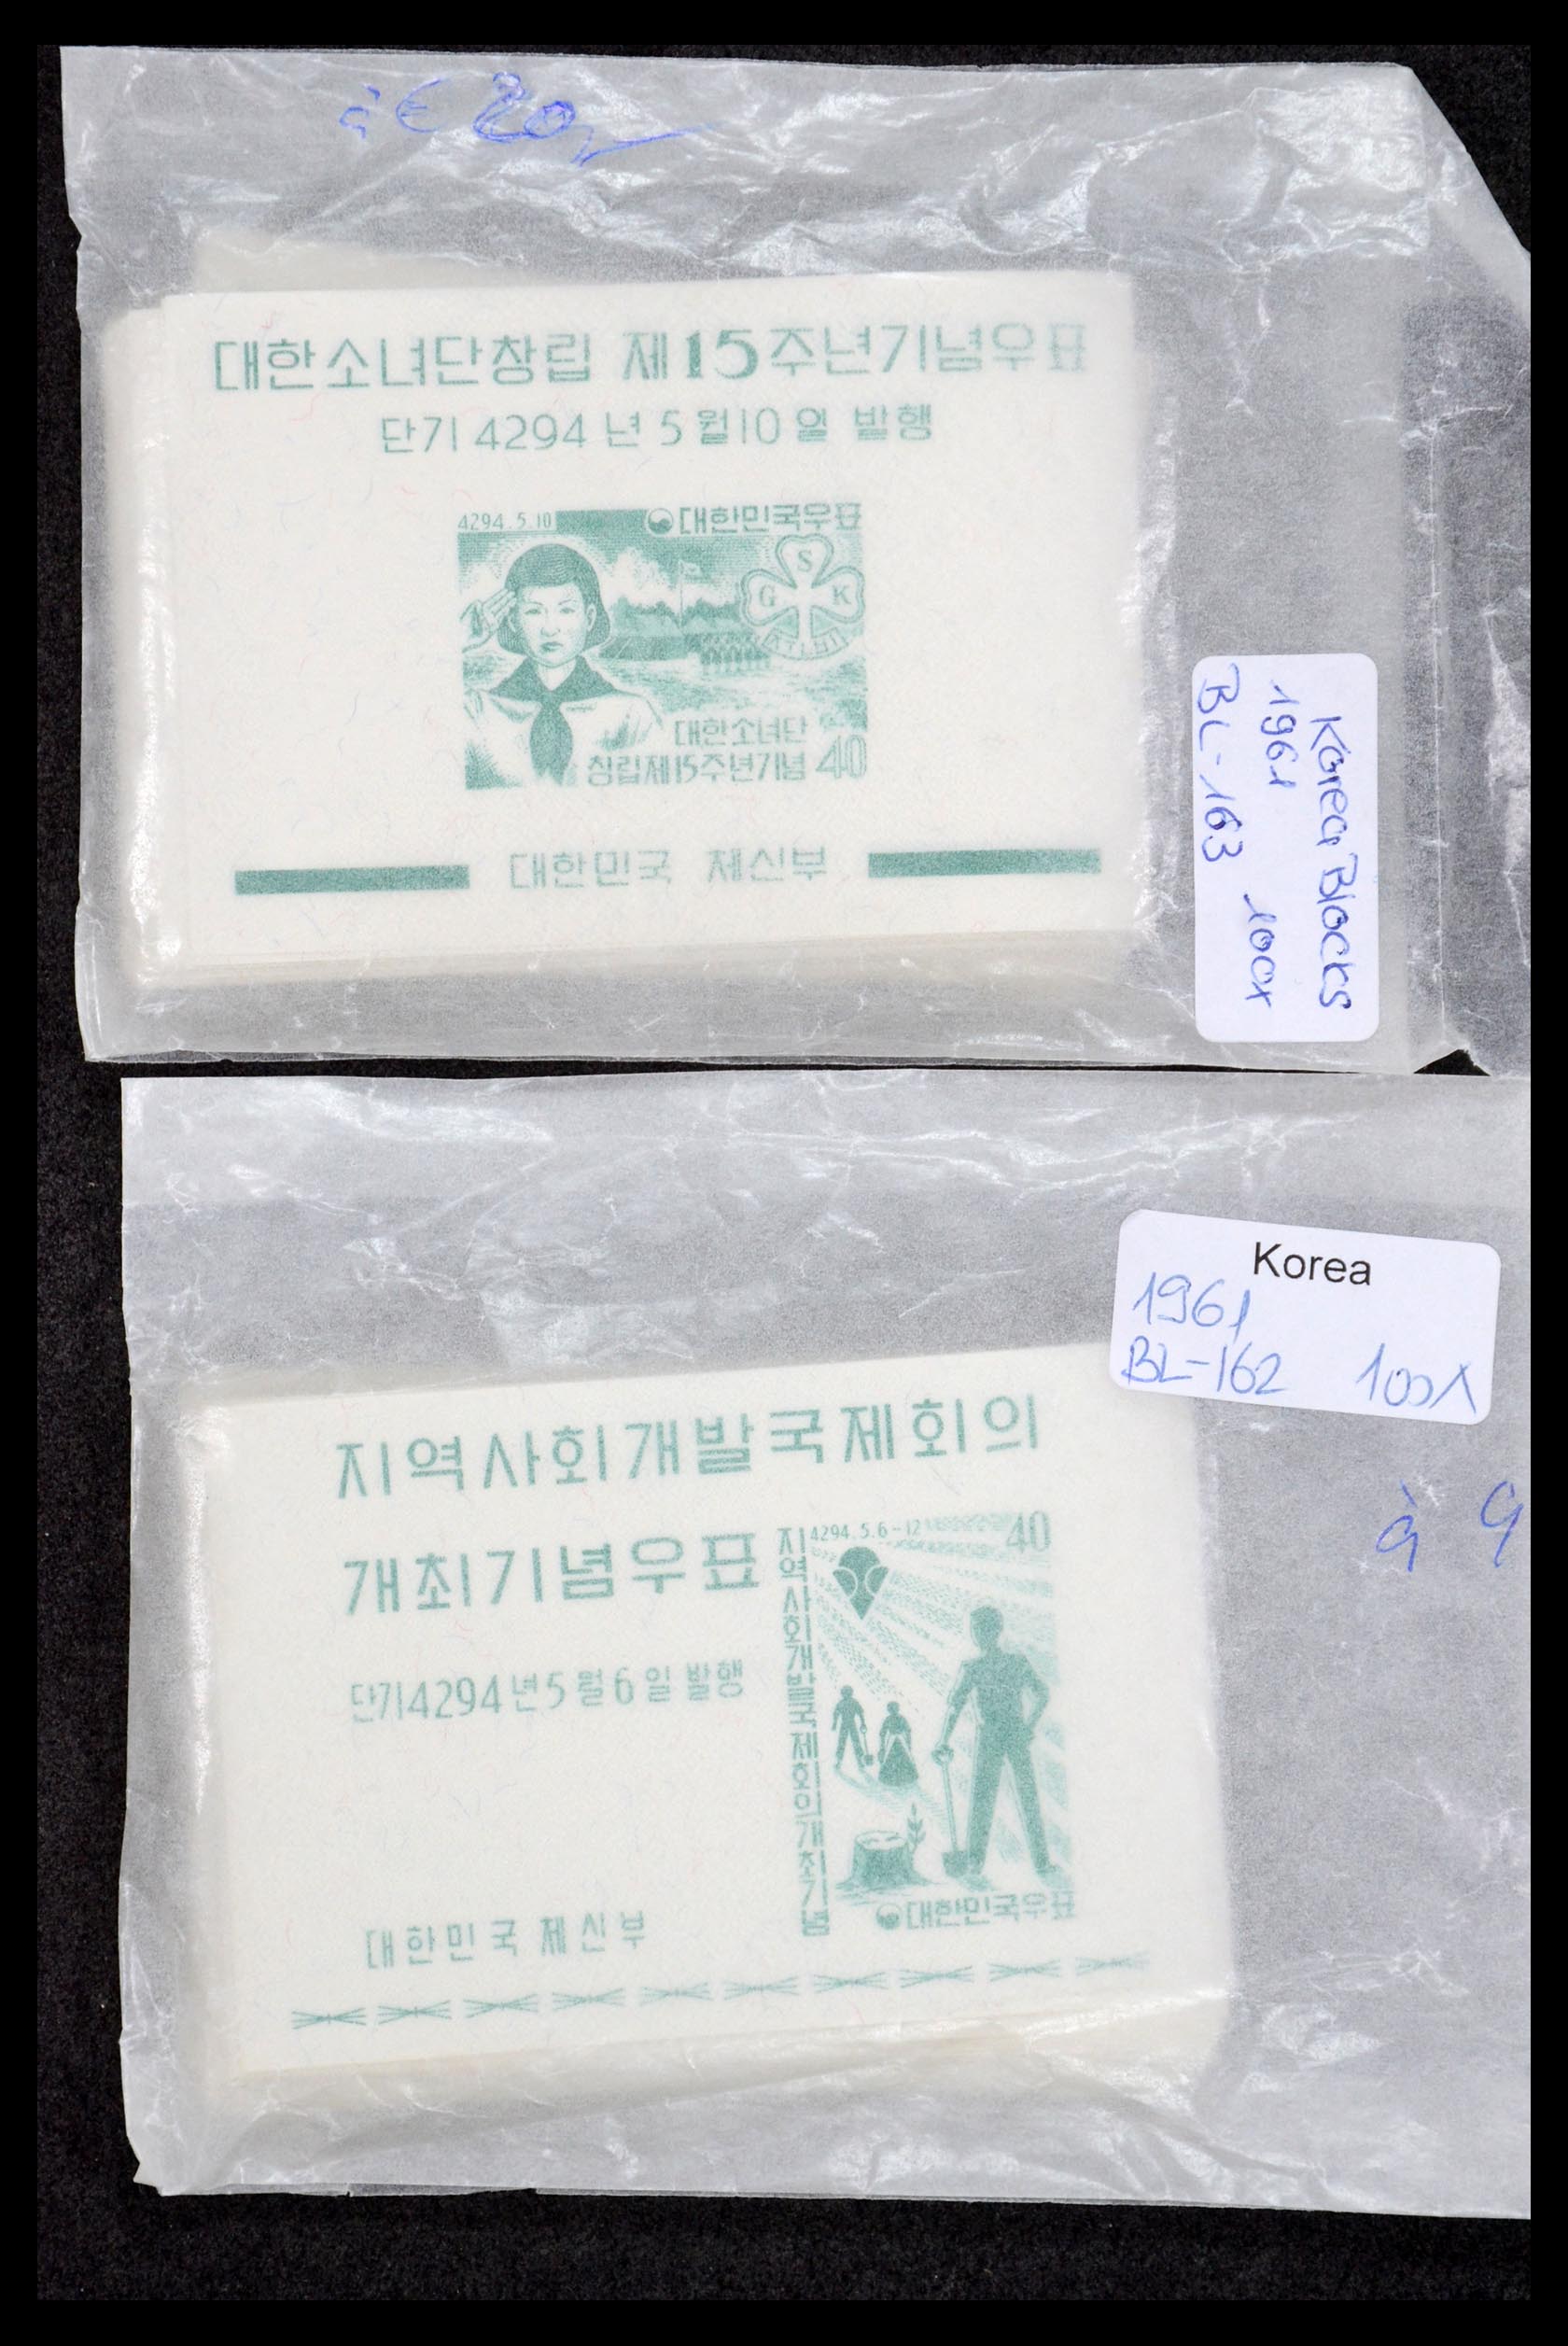 à € 20,-
대한소녀단창립 제15주년기념우표
단기 4294 년 5 월 10 일 발행
4294.5.10 대한민국우표
S
G K
대한소녀단
창립제15주년기념 40
대한민국 체신부
Korea Blocks
1961 100x
BL-163
Korea
1961
BL-162 100x
à 9
지역사회개발국제회의
개최기념우표
단기4294년5월6일발행
4294.5.6-12 40
지역사회개발국제회의개최기념
대한민국우표
대한민국체신부